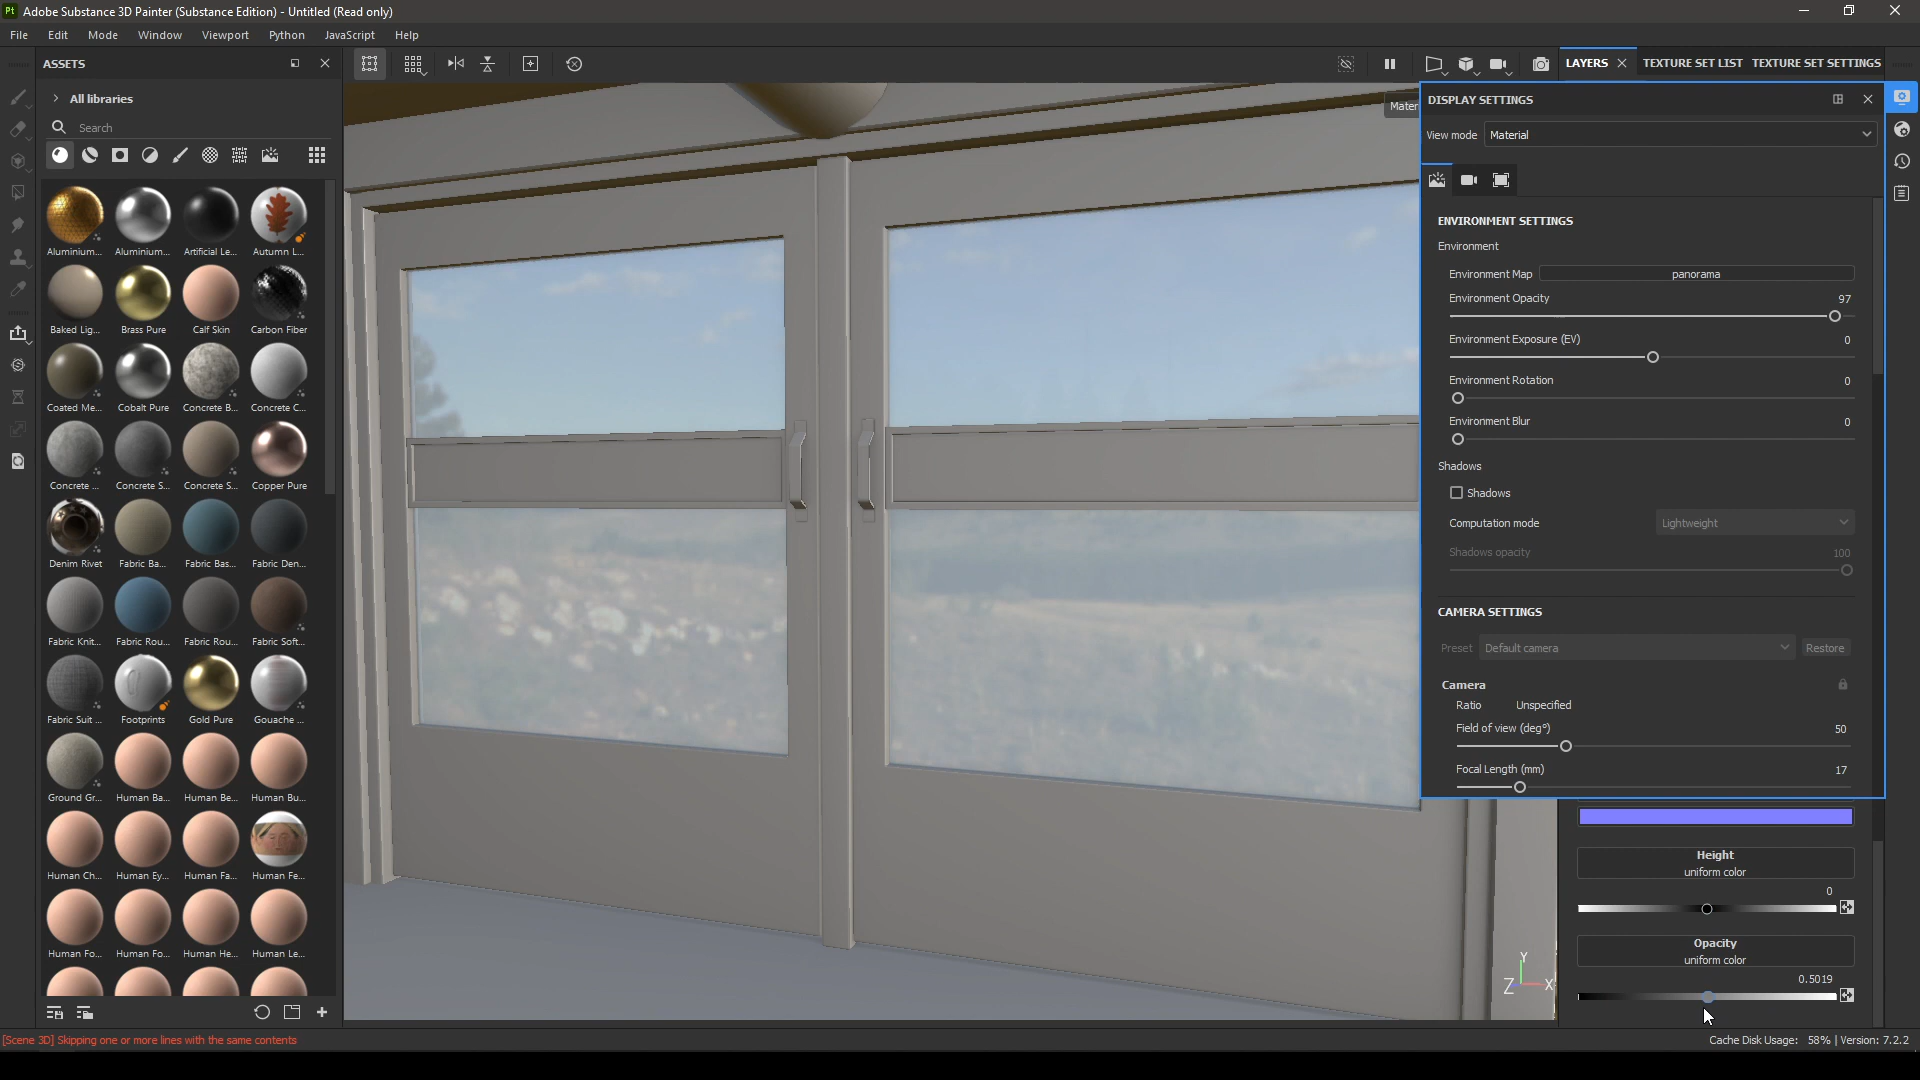 Pt Adobe Substance 3D Painter (Substance Edition) - Untitled (Read only)
File Edit Mode Window Viewport Python JavaScript Help
ASSETS
LAYERS TEXTURE SET LIST TEXTURE SET SETTINGS
All libraries
Search
Aluminium... Aluminium... Artificial Le... Autumn L...
Baked Lig... Brass Pure Calf Skin Carbon Fiber
Coated Me... Cobalt Pure Concrete B... Concrete C...
Concrete ... Concrete S... Concrete S... Copper Pure
Denim Rivet Fabric Ba... Fabric Bas... Fabric Den...
Fabric Knit... Fabric Rou... Fabric Rou... Fabric Soft...
Fabric Suit ... Footprints Gold Pure Gouache ...
Ground Gr... Human Ba... Human Be... Human Bu...
Human Ch... Human Ey... Human Fa... Human Fe...
Human Fo... Human Fo... Human He... Human Le...
Mater
Y
Z X
DISPLAY SETTINGS
View mode Material
ENVIRONMENT SETTINGS
Environment
Environment Map panorama
Environment Opacity 97
Environment Exposure (EV) 0
Environment Rotation 0
Environment Blur 0
Shadows
Shadows
Computation mode Lightweight
Shadows opacity 100
CAMERA SETTINGS
Preset Default camera Restore
Camera
Ratio Unspecified
Field of view (deg°) 50
Focal Length (mm) 17
Height
uniform color
0
Opacity
uniform color
0.5019
[Scene 3D] Skipping one or more lines with the same contents
Cache Disk Usage: 58% | Version: 7.2.2